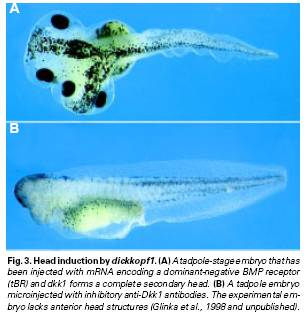 A
B
Fig. 3. Head induction by dickkopf1. (A) A tadpole-stage embryo that has
been injected with mRNA encoding a dominant-negative BMP receptor
(tBR) and dkk1 forms a complete secondary head. (B) A tadpole embryo
microinjected with inhibitory anti-Dkk1 antibodies. The experimental em-
bryo lacks anterior head structures (Glinka et al., 1998 and unpublished).